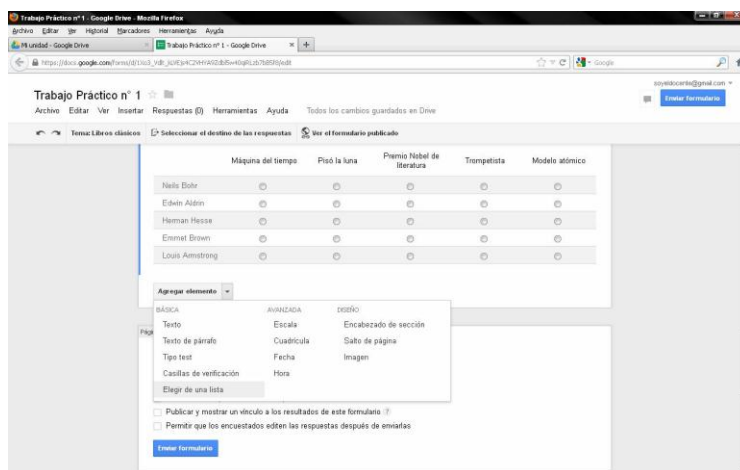 Trabajo Práctico n° 1 - Google Drive - Mozilla Firefox
Archivo Editar Ver Historial Marcadores Herramientas Ayuda
Mi unidad - Google Drive × Trabajo Práctico n° 1 - Google Drive × +
Google
soyeldocente@gmail.com
Trabajo Práctico n° 1
Enviar formulario
Archivo Editar Ver Insertar Respuestas (0) Herramientas Ayuda Todos los cambios guardados en Drive
Tema: Libros clásicos Seleccionar el destino de las respuestas Ver el formulario publicado
Máquina del tiempo Pisó la luna Premio Nobel de literatura Trompetista Modelo atómico
Neils Bohr
Edwin Aldrin
Herman Hesse
Emmet Brown
Louis Armstrong
Agregar elemento
BÁSICA AVANZADA DISEÑO
Texto Escala Encabezado de sección
Texto de párrafo Cuadrícula Salto de página
Tipo test Fecha Imagen
Casillas de verificación Hora
Elegir de una lista
Publicar y mostrar un vínculo a los resultados de este formulario ?
Permitir que los encuestados editen las respuestas después de enviarlas
Enviar formulario